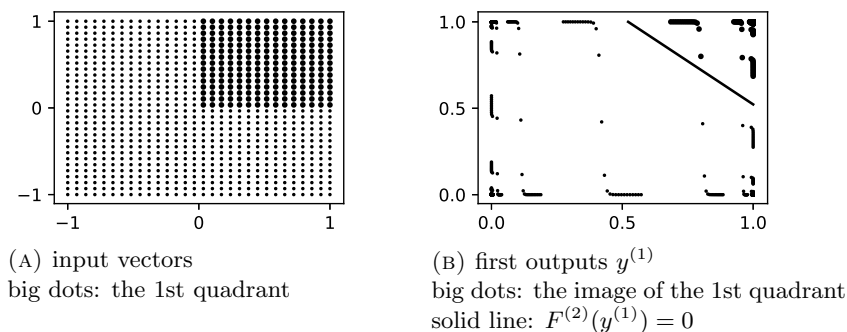 1
0
−1
−1
0
1
1.0
0.5
0.0
0.0
0.5
1.0
(A) input vectors
big dots: the 1st quadrant
(B) first outputs y^{(1)}
big dots: the image of the 1st quadrant
solid line: F^{(2)}(y^{(1)}) = 0